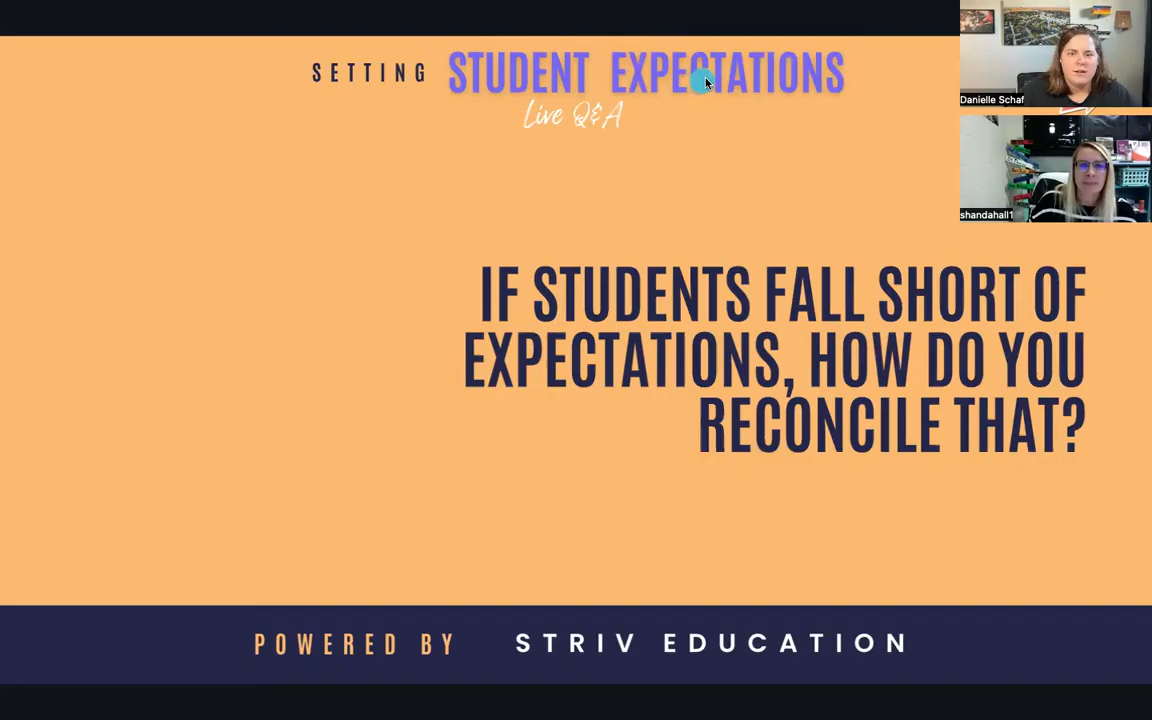 SETTING STUDENT EXPECTATIONS
Live Q&A
Danielle Schaf
shandahall1
IF STUDENTS FALL SHORT OF
EXPECTATIONS, HOW DO YOU
RECONCILE THAT?
POWERED BY STRIV EDUCATION